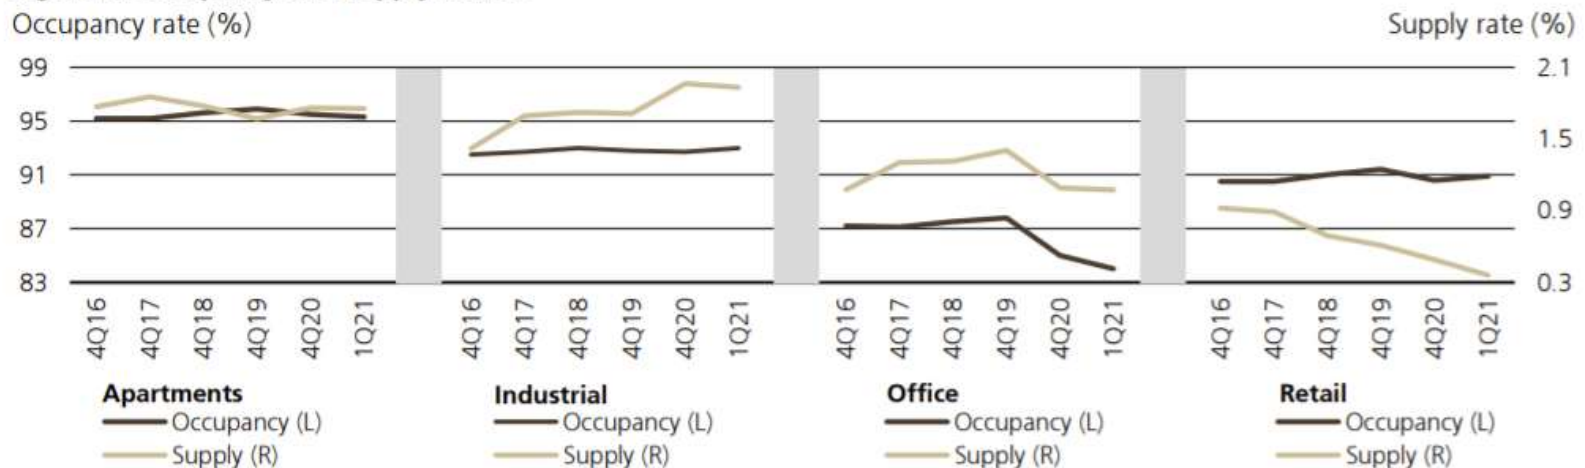 Occupancy rate (%) Supply rate (%)
99 2.1
95 1.5
91
87 0.9
83 0.3
4Q16 4Q17 4Q18 4Q19 4Q20 1Q21 4Q16 4Q17 4Q18 4Q19 4Q20 1Q21 4Q16 4Q17 4Q18 4Q19 4Q20 1Q21 4Q16 4Q17 4Q18 4Q19 4Q20 1Q21
Apartments Industrial Office Retail
Occupancy (L) Occupancy (L) Occupancy (L) Occupancy (L)
Supply (R) Supply (R) Supply (R) Supply (R)